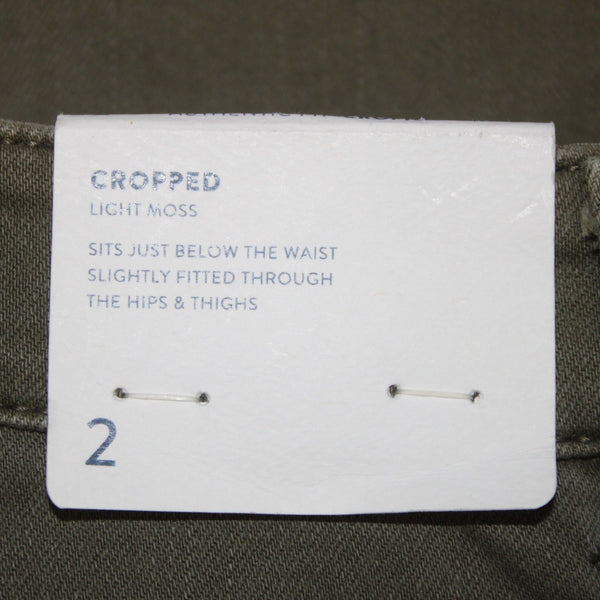 CROPPED
LIGHT MOSS
SITS JUST BELOW THE WAIST
SLIGHTLY FITTED THROUGH
THE HIPS & THIGHS
2